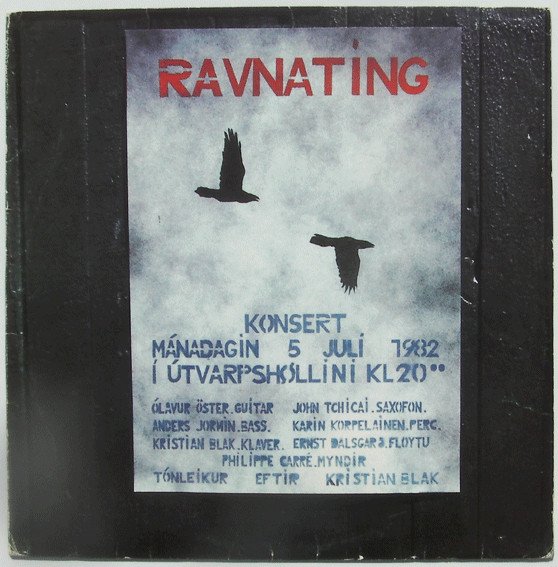 RAVNATING
KONSERT
MÁNADAGIN 5 JULI 1982
Í ÚTVARPSHØLLINI KL 20°°
ÓLAVUR ÖSTER.GUITAR JOHN TCHICAI.SAXOFON.
ANDERS JORMIN.BASS. KARIN KORPELAINEN.PERC.
KRISTIAN BLAK.KLAVER. ERNST DALSGARÐ.FLOYTU
PHILIPPE CARRÉ.MYNDIR
TÓNLEIKUR EFTIR KRISTIAN BLAK